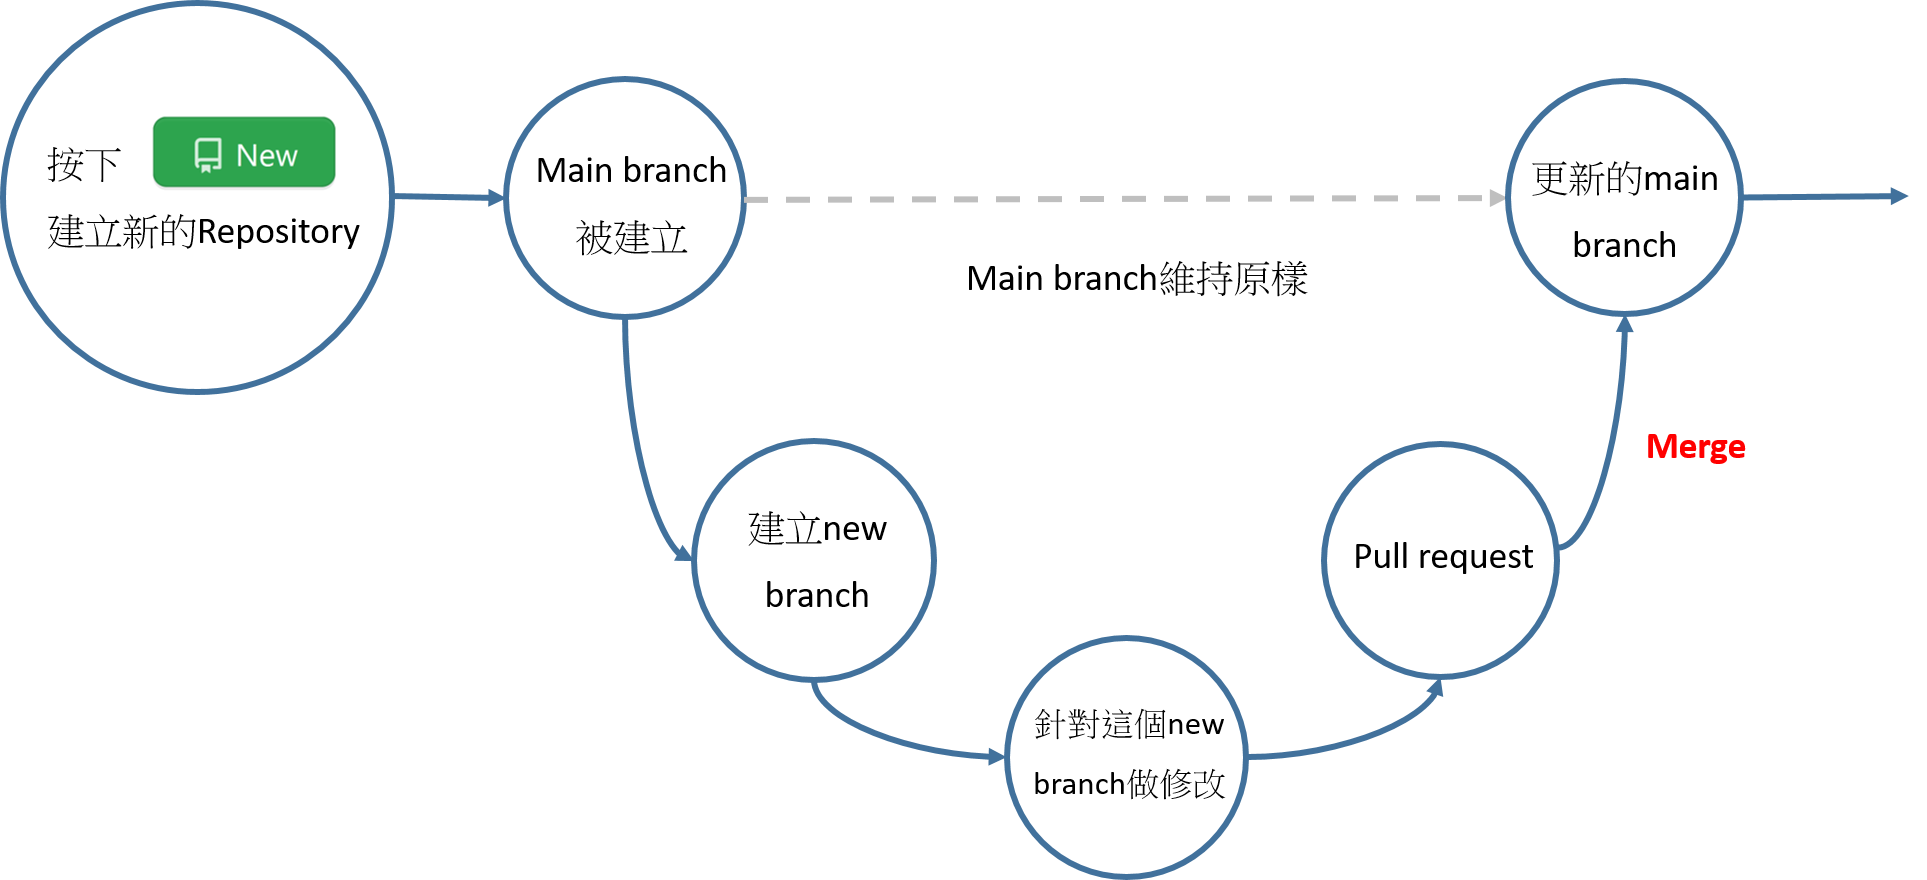 按下 New
建立新的Repository
Main branch
被建立
Main branch維持原樣
更新的main
branch
建立new
branch
針對這個new
branch做修改
Pull request
Merge